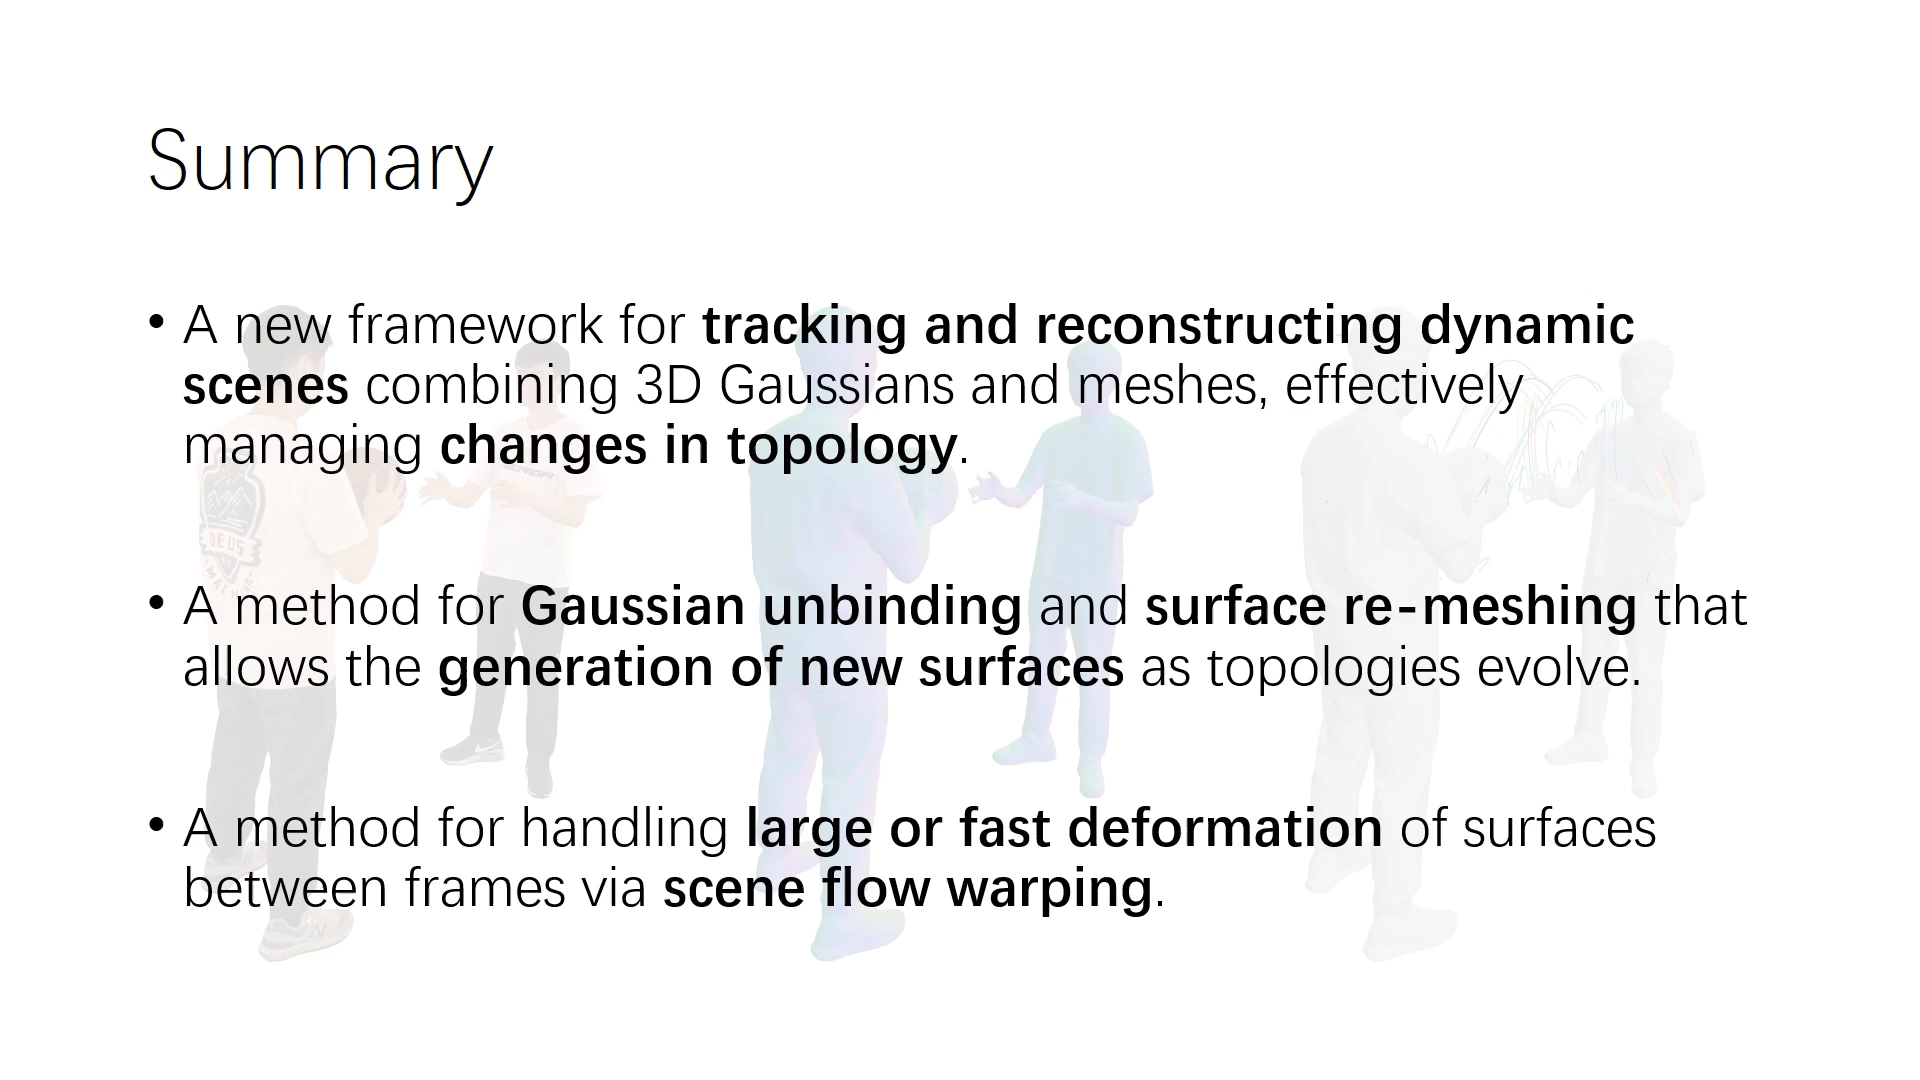 Summary
• A new framework for tracking and reconstructing dynamic
scenes combining 3D Gaussians and meshes, effectively
managing changes in topology.
• A method for Gaussian unbinding and surface re-meshing that
allows the generation of new surfaces as topologies evolve.
DEUS
• A method for handling large or fast deformation of surfaces
between frames via scene flow warping.